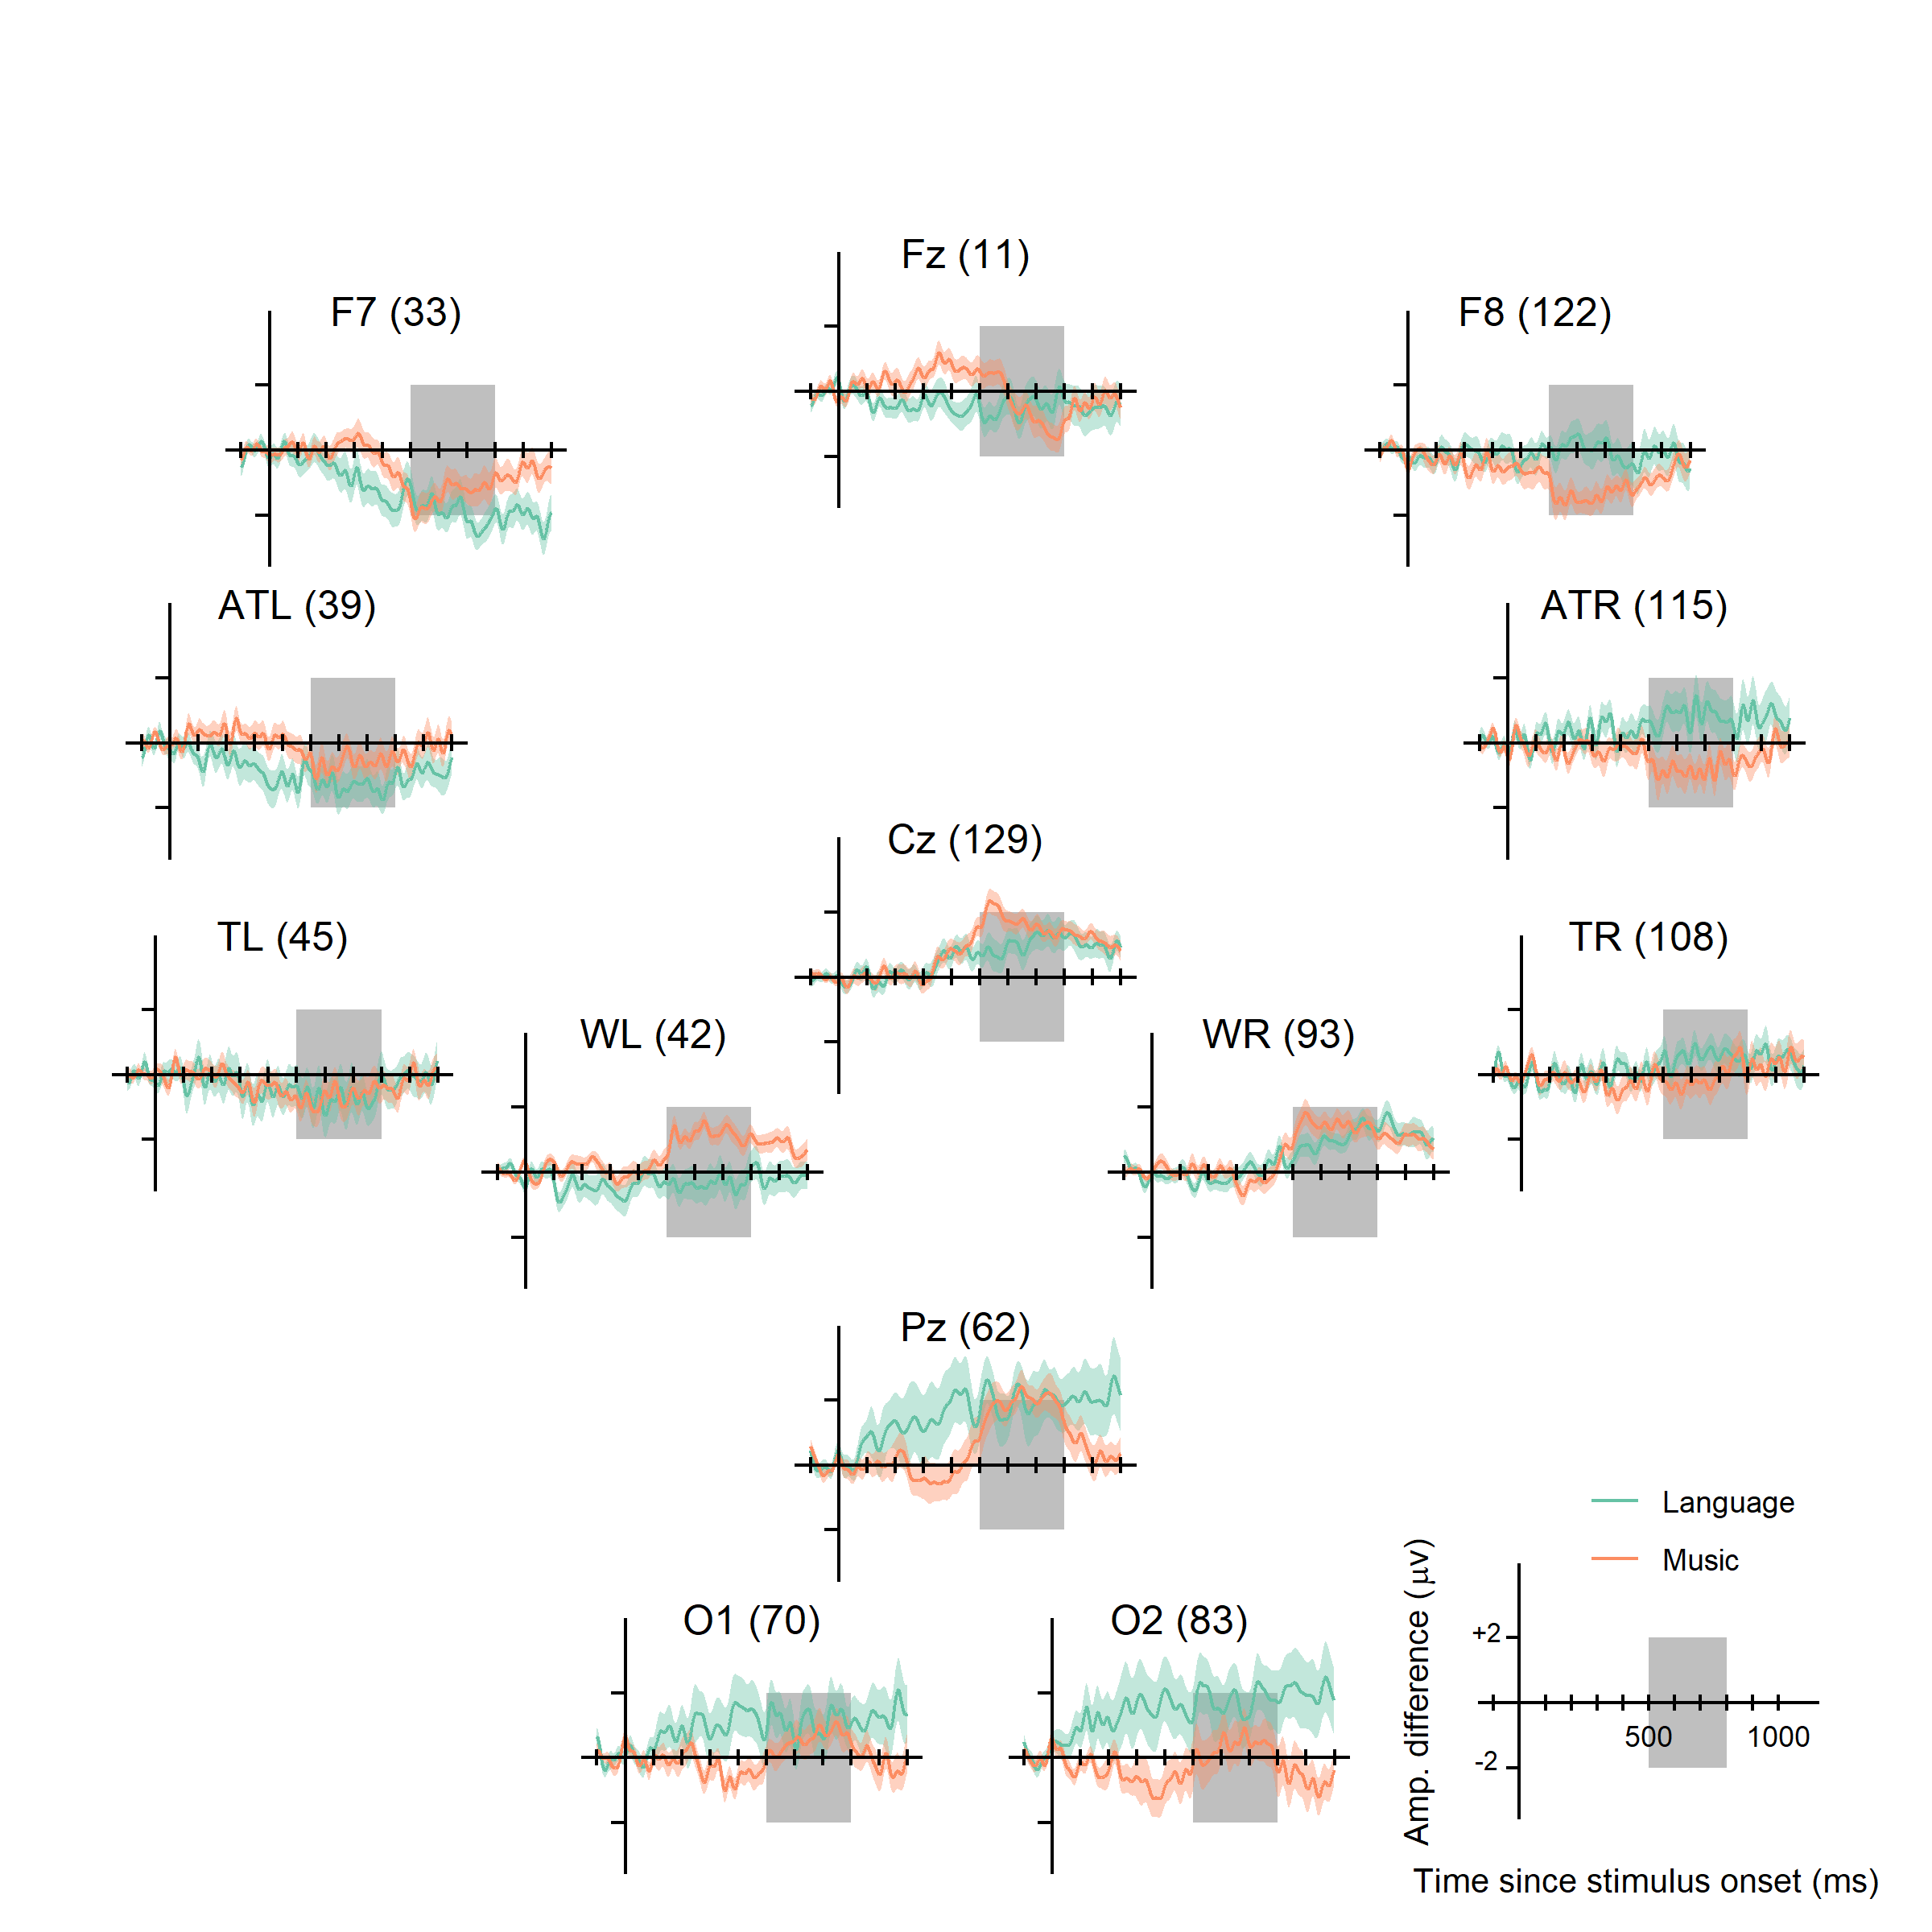 Fz (11)
F7 (33)
F8 (122)
ATL (39)
ATR (115)
Cz (129)
TL (45)
TR (108)
WL (42)
WR (93)
Pz (62)
Language
Music
O1 (70)
O2 (83)
Amp. difference (μv)
+2
500
1000
-2
Time since stimulus onset (ms)